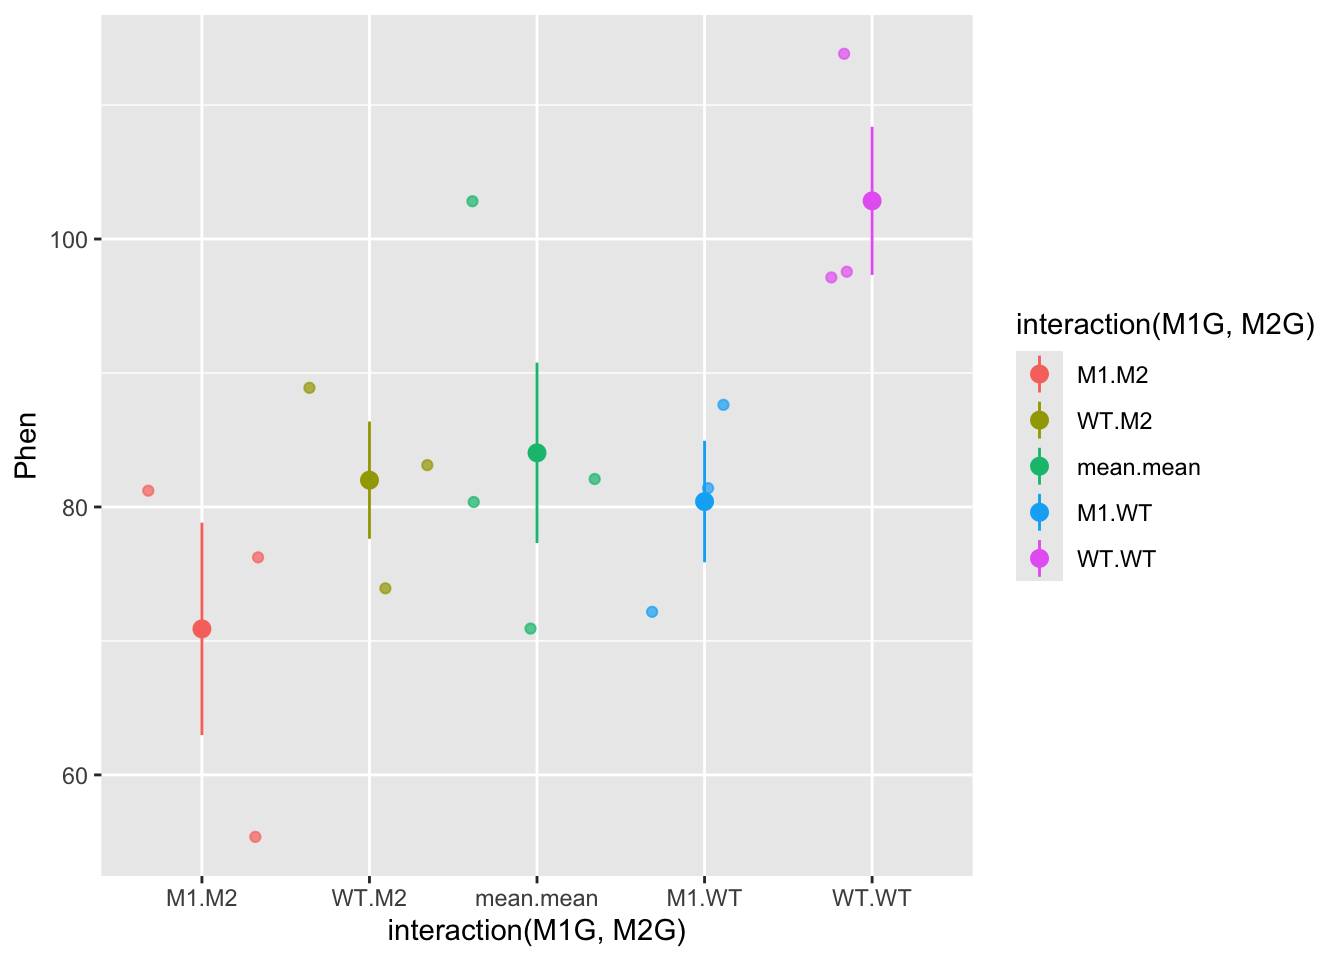 Phen
100
80
60
M1.M2 WT.M2 mean.mean M1.WT WT.WT
interaction(M1G, M2G)
interaction(M1G, M2G)
M1.M2
WT.M2
mean.mean
M1.WT
WT.WT